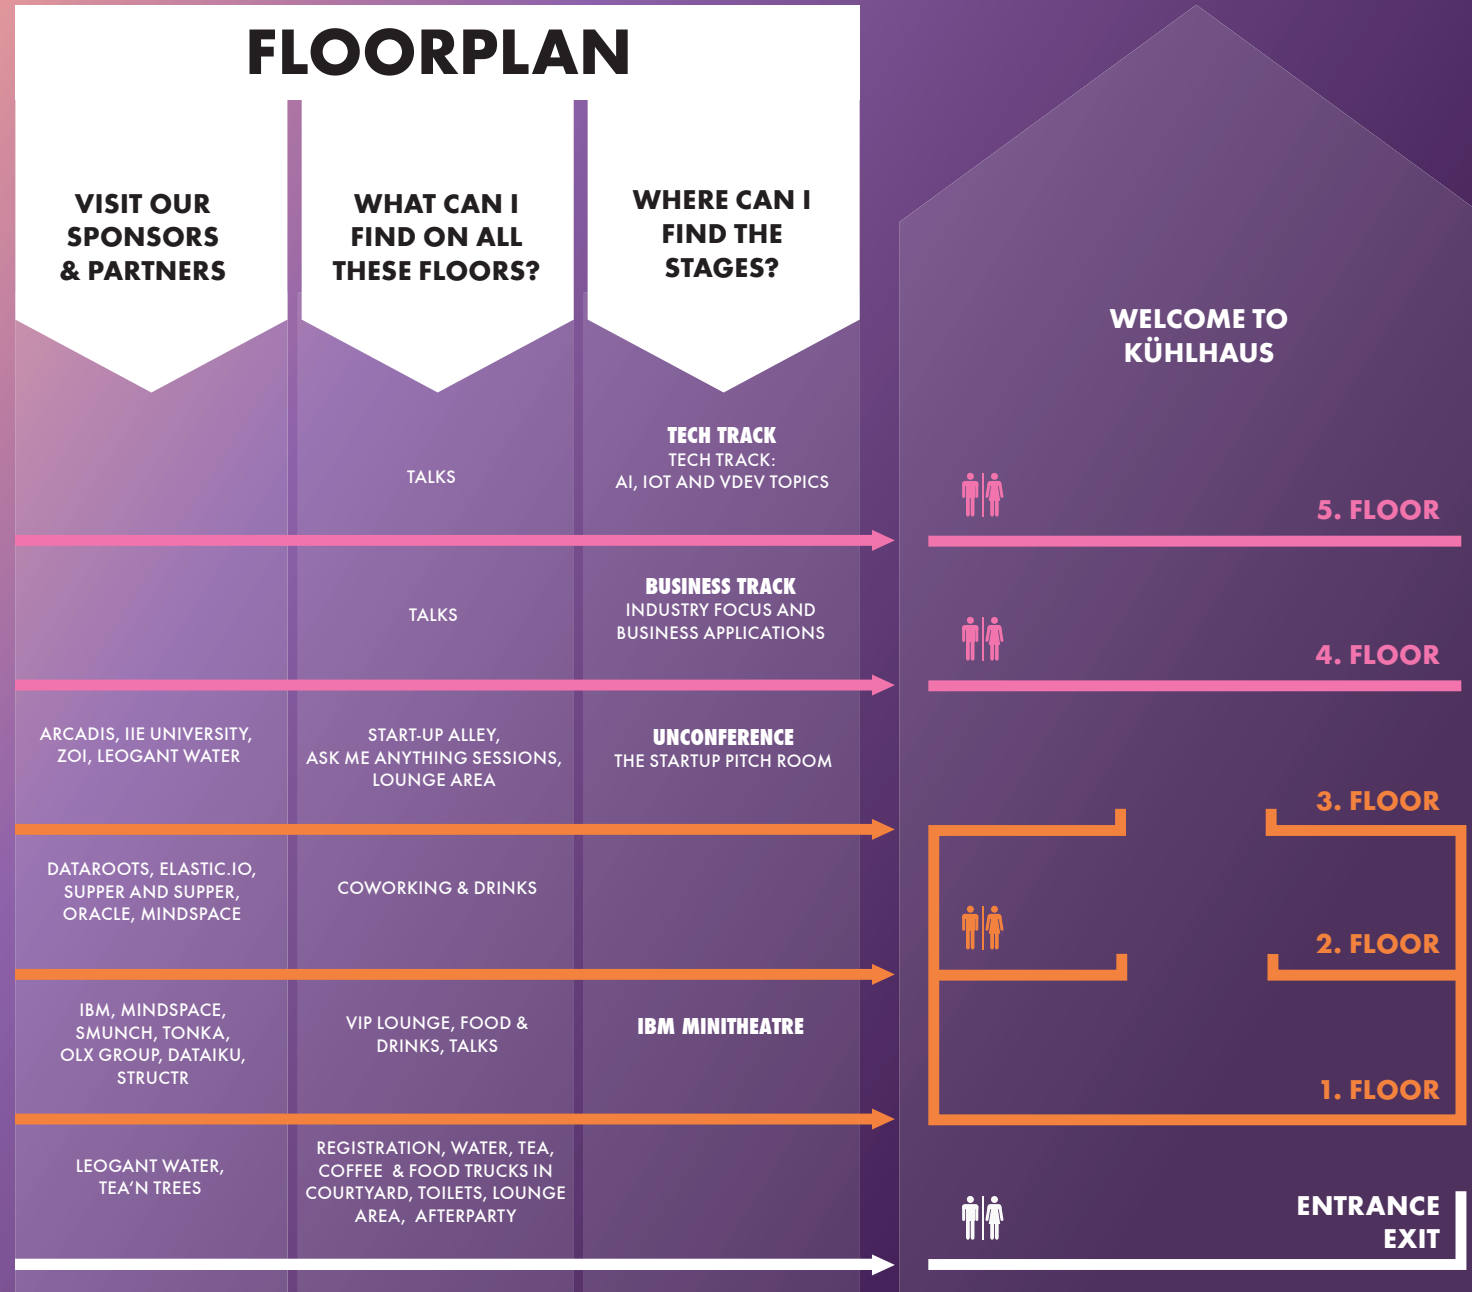 FLOORPLAN
VISIT OUR
SPONSORS
& PARTNERS
WHAT CAN I
FIND ON ALL
THESE FLOORS?
WHERE CAN I
FIND THE
STAGES?
WELCOME TO
KÜHLHAUS
TALKS
TECH TRACK
TECH TRACK:
AI, IOT AND VDEV TOPICS
5. FLOOR
TALKS
BUSINESS TRACK
INDUSTRY FOCUS AND
BUSINESS APPLICATIONS
4. FLOOR
ARCADIS, IIE UNIVERSITY,
ZOI, LEOGANT WATER
START-UP ALLEY,
ASK ME ANYTHING SESSIONS,
LOUNGE AREA
UNCONFERENCE
THE STARTUP PITCH ROOM
3. FLOOR
DATAROOTS, ELASTIC.IO,
SUPPER AND SUPPER,
ORACLE, MINDSPACE
COWORKING & DRINKS
2. FLOOR
IBM, MINDSPACE,
SMUNCH, TONKA,
OLX GROUP, DATAIKU,
STRUCTR
VIP LOUNGE, FOOD &
DRINKS, TALKS
IBM MINITHEATRE
1. FLOOR
LEOGANT WATER,
TEA'N TREES
REGISTRATION, WATER, TEA,
COFFEE & FOOD TRUCKS IN
COURTYARD, TOILETS, LOUNGE
AREA, AFTERPARTY
ENTRANCE
EXIT